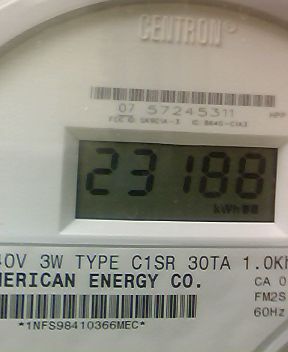 CENTRON®
07 57245311
23188
kWh
40V 3W TYPE C1SR 30TA 1.0K
MERICAN ENERGY CO.
CA 0
FM2S
60Hz
*1NFS98410366MEC*